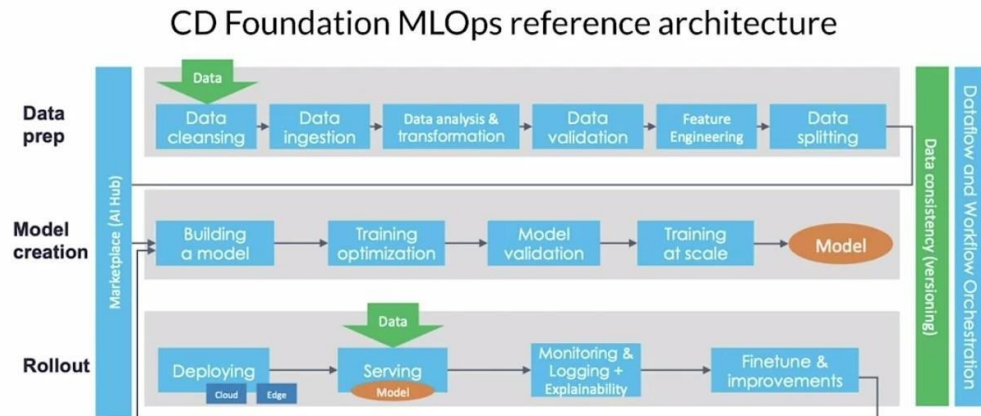 CD Foundation MLOps reference architecture
Data
Data
prep
Data
cleansing
Data
ingestion
Data analysis &
transformation
Data
validation
Feature
Engineering
Data
splitting
Marketplace (AI Hub)
Model
creation
Building
a model
Training
optimization
Model
validation
Training
at scale
Model
Data
Rollout
Deploying
Cloud
Edge
Serving
Model
Monitoring &
Logging +
Explainability
Finetune &
improvements
Data consistency (versioning)
Dataflow and Workflow Orchestration